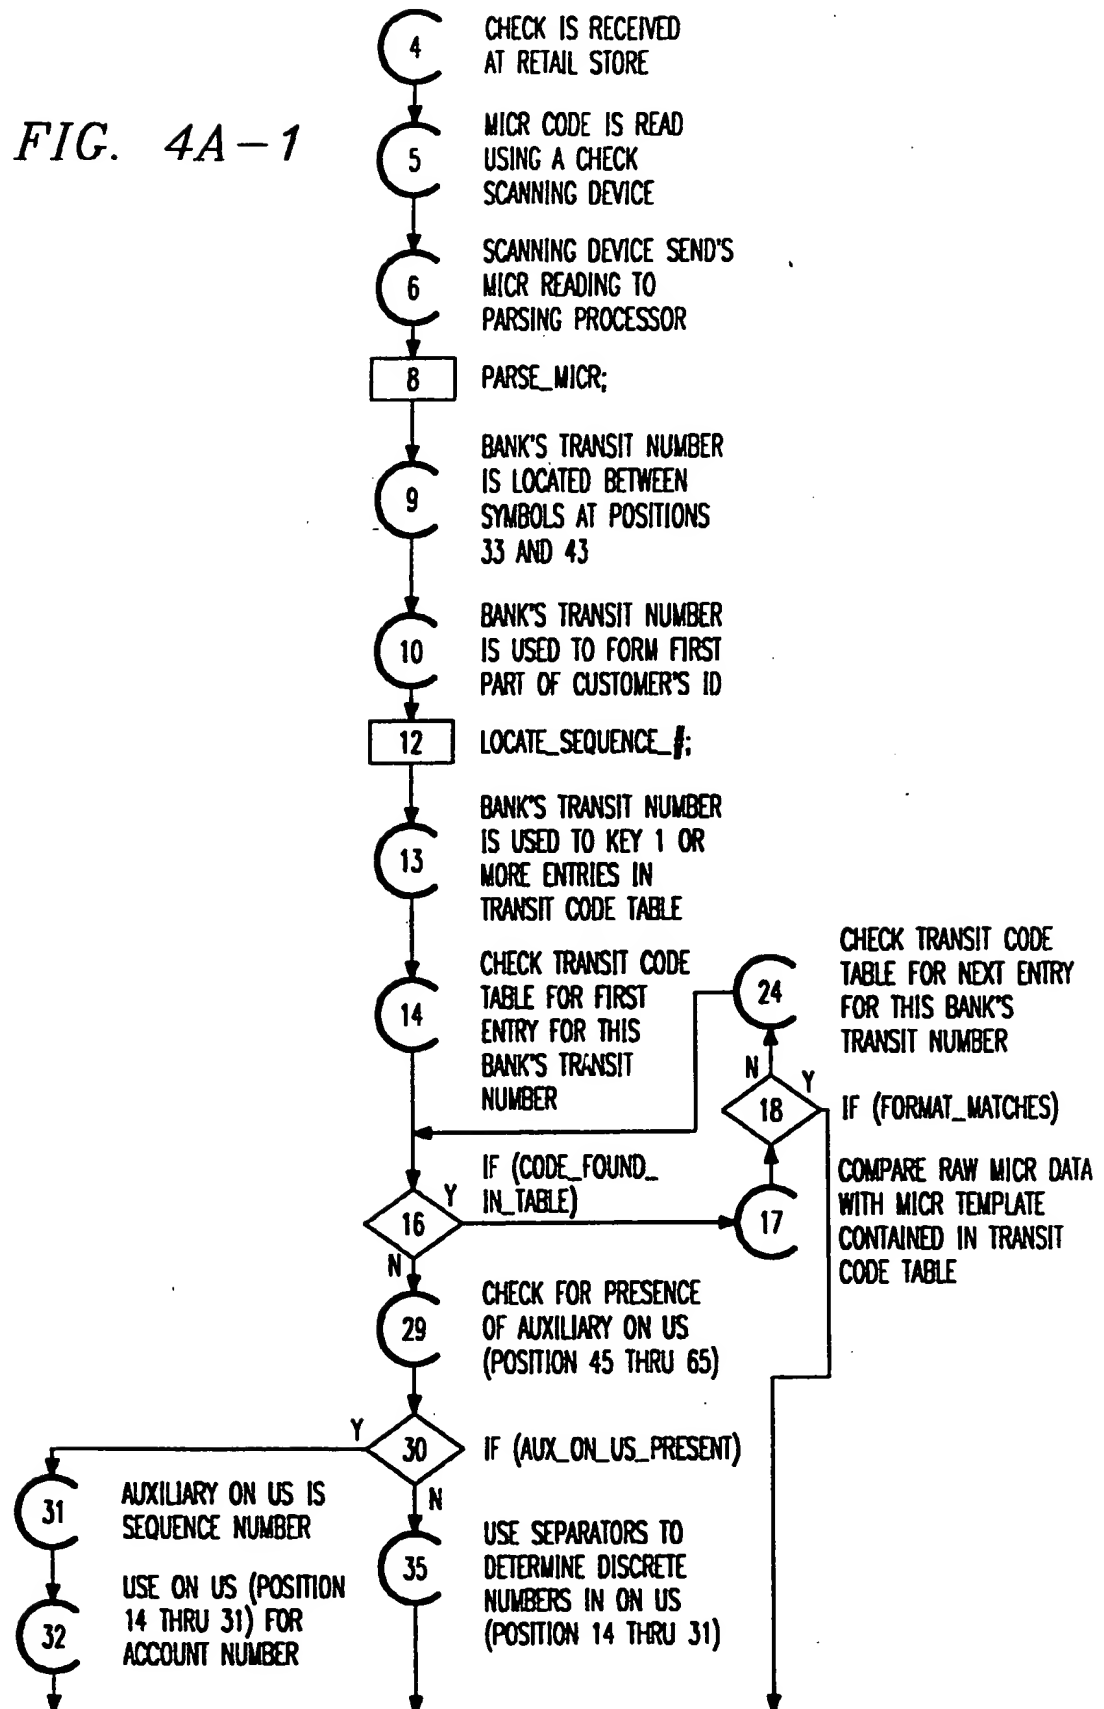 4
CHECK IS RECEIVED
AT RETAIL STORE
FIG. 4A-1
5
MICR CODE IS READ
USING A CHECK
SCANNING DEVICE
6
SCANNING DEVICE SEND'S
MICR READING TO
PARSING PROCESSOR
8
PARSE_MICR;
9
BANK'S TRANSIT NUMBER
IS LOCATED BETWEEN
SYMBOLS AT POSITIONS
33 AND 43
10
BANK'S TRANSIT NUMBER
IS USED TO FORM FIRST
PART OF CUSTOMER'S ID
12
LOCATE_SEQUENCE_#;
13
BANK'S TRANSIT NUMBER
IS USED TO KEY 1 OR
MORE ENTRIES IN
TRANSIT CODE TABLE
14
CHECK TRANSIT CODE
TABLE FOR FIRST
ENTRY FOR THIS
BANK'S TRANSIT
NUMBER
24
CHECK TRANSIT CODE
TABLE FOR NEXT ENTRY
FOR THIS BANK'S
TRANSIT NUMBER
N
Y
18
IF (FORMAT_MATCHES)
17
COMPARE RAW MICR DATA
WITH MICR TEMPLATE
CONTAINED IN TRANSIT
CODE TABLE
IF (CODE_FOUND_
IN_TABLE)
Y
16
N
29
CHECK FOR PRESENCE
OF AUXILIARY ON US
(POSITION 45 THRU 65)
Y
30
IF (AUX_ON_US_PRESENT)
N
31
AUXILIARY ON US IS
SEQUENCE NUMBER
32
USE ON US (POSITION
14 THRU 31) FOR
ACCOUNT NUMBER
35
USE SEPARATORS TO
DETERMINE DISCRETE
NUMBERS IN ON US
(POSITION 14 THRU 31)